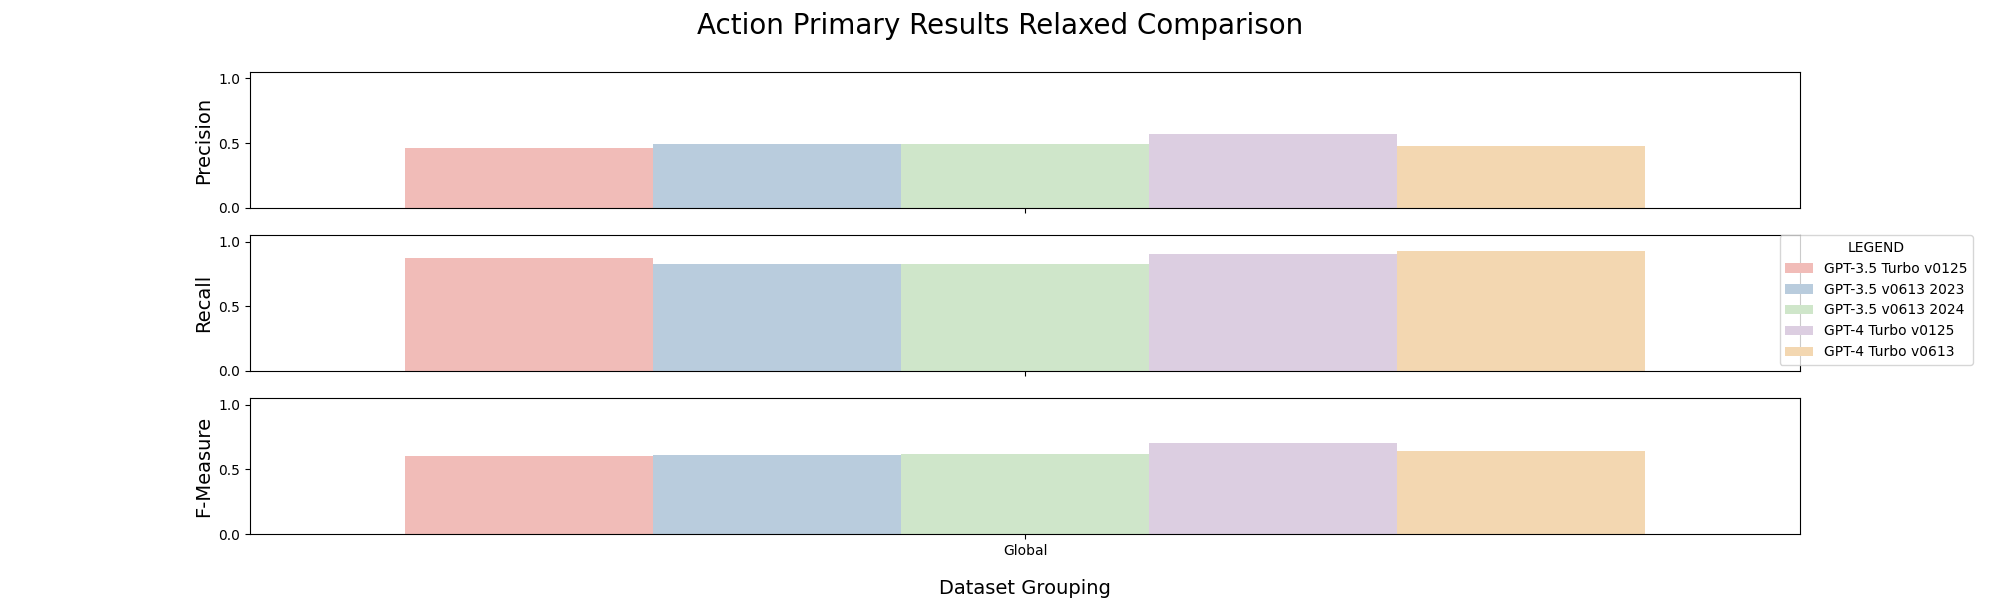 Action Primary Results Relaxed Comparison
Precision
1.0
0.5
0.0
Recall
1.0
0.5
0.0
LEGEND
GPT-3.5 Turbo v0125
GPT-3.5 v0613 2023
GPT-3.5 v0613 2024
GPT-4 Turbo v0125
GPT-4 Turbo v0613
F-Measure
1.0
0.5
0.0
Global
Dataset Grouping